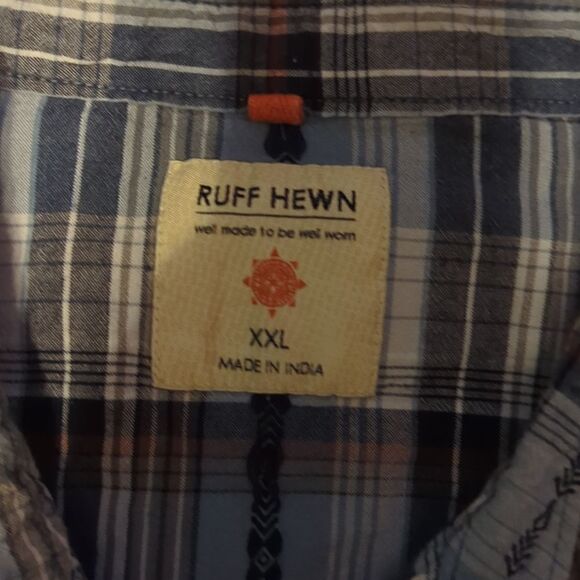 RUFF HEWN
well made to be well worn
XXL
MADE IN INDIA